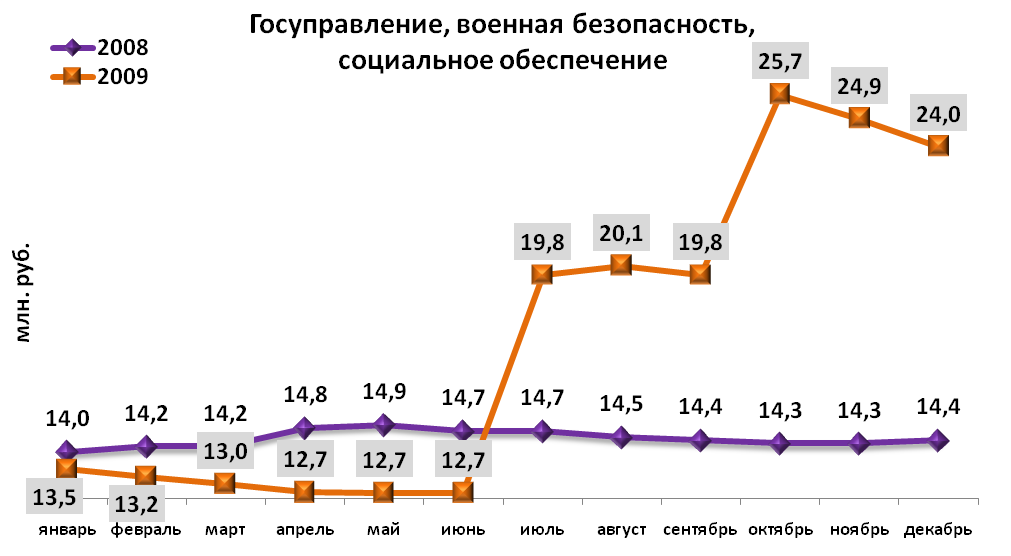 Госуправление, военная безопасность,
социальное обеспечение
2008
2009
млн. руб.
14,0 14,2 14,2 14,8 14,9 14,7 14,7 14,5 14,4 14,3 14,3 14,4
13,5 13,2 13,0 12,7 12,7 12,7 19,8 20,1 19,8 25,7 24,9 24,0
январь февраль март апрель май июнь июль август сентябрь октябрь ноябрь декабрь